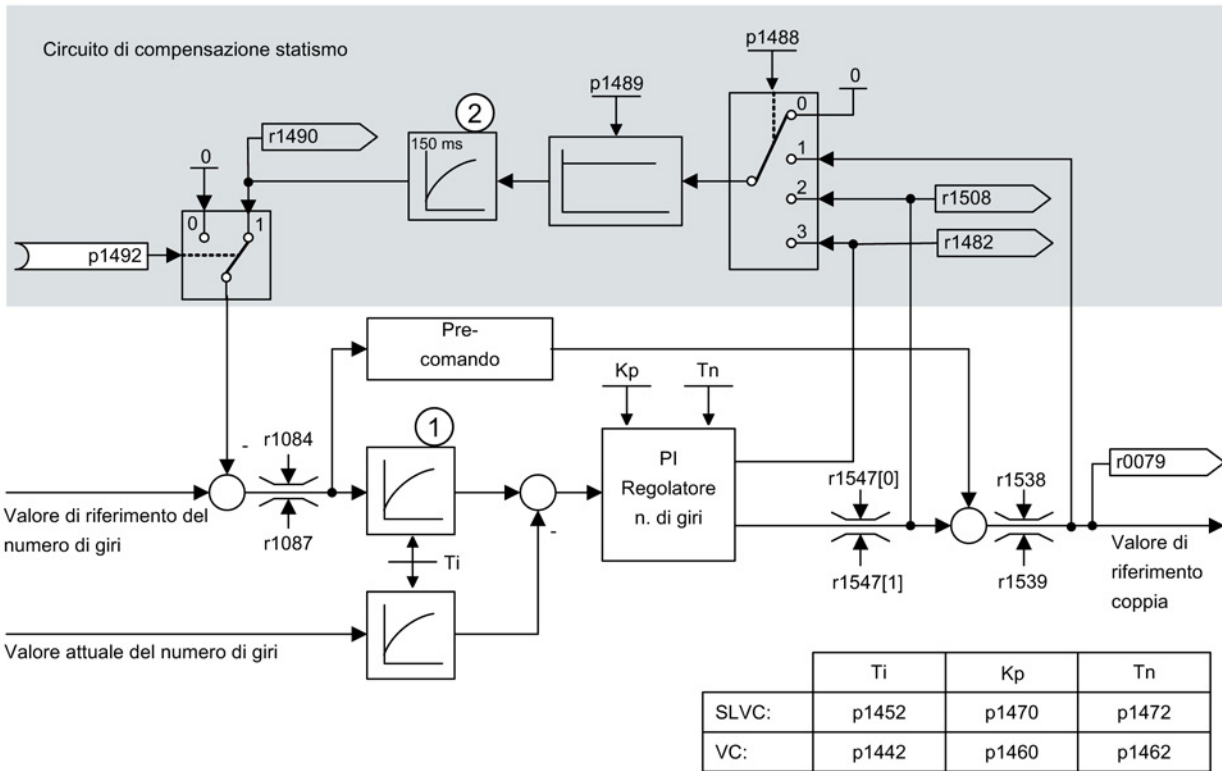 Circuito di compensazione statismo
p1488
0
p1489
0
2
r1490
150 ms
1
0
0
1
2
r1508
3
r1482
p1492
Pre-
comando
Kp
Tn
-
r1084
1
PI
Regolatore
n. di giri
r0079
r1547[0]
r1538
Valore di riferimento del
numero di giri
r1087
-
Ti
r1547[1]
r1539
Valore di
riferimento
coppia
Valore attuale del numero di giri
Ti Kp Tn
SLVC: p1452 p1470 p1472
VC: p1442 p1460 p1462